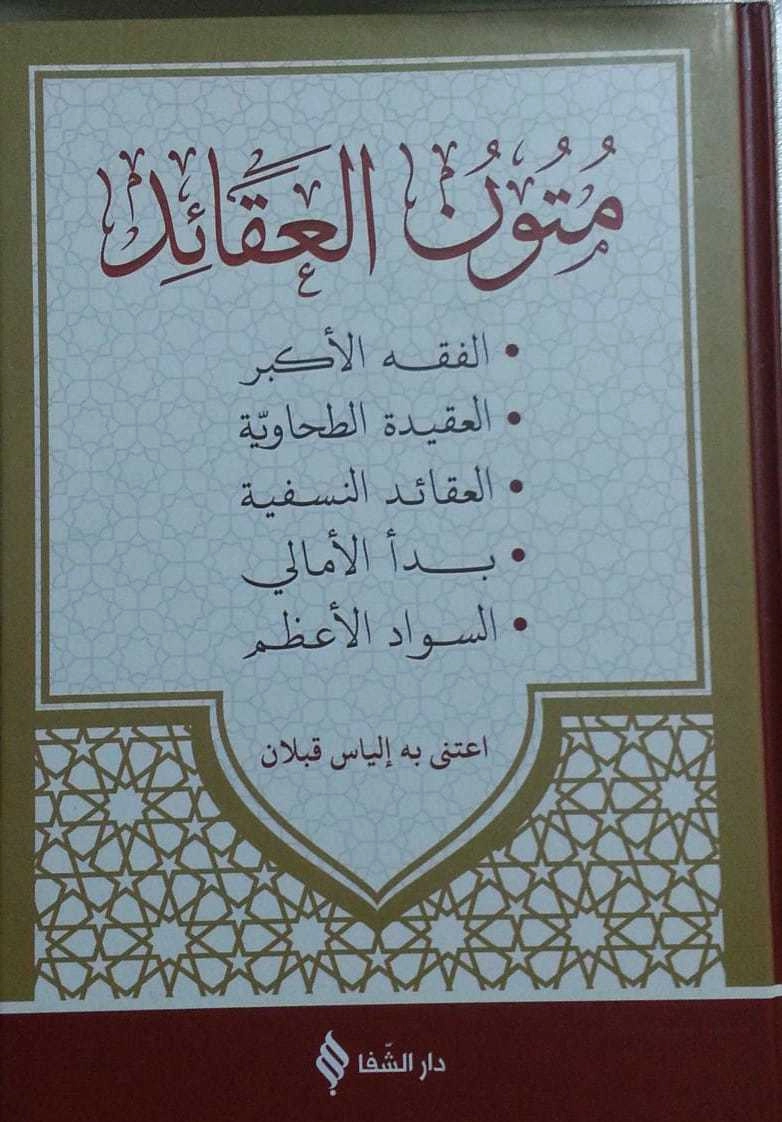 مُتُونُ العَقَائِدِ
• الفقه الأكبر
• العقيدة الطحاويّة
• العقائد النسفية
• بدأ الأمالي
• السواد الأعظم
اعتنى به إلياس قبلان
دار الشّفا